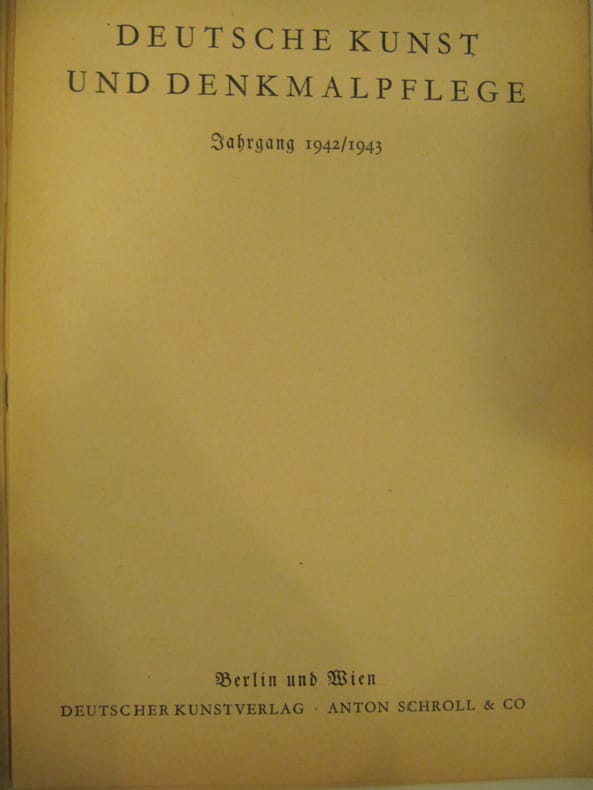 DEUTSCHE KUNST
UND DENKMALPFLEGE
Jahrgang 1942/1943
Berlin und Wien
DEUTSCHER KUNSTVERLAG · ANTON SCHROLL & CO